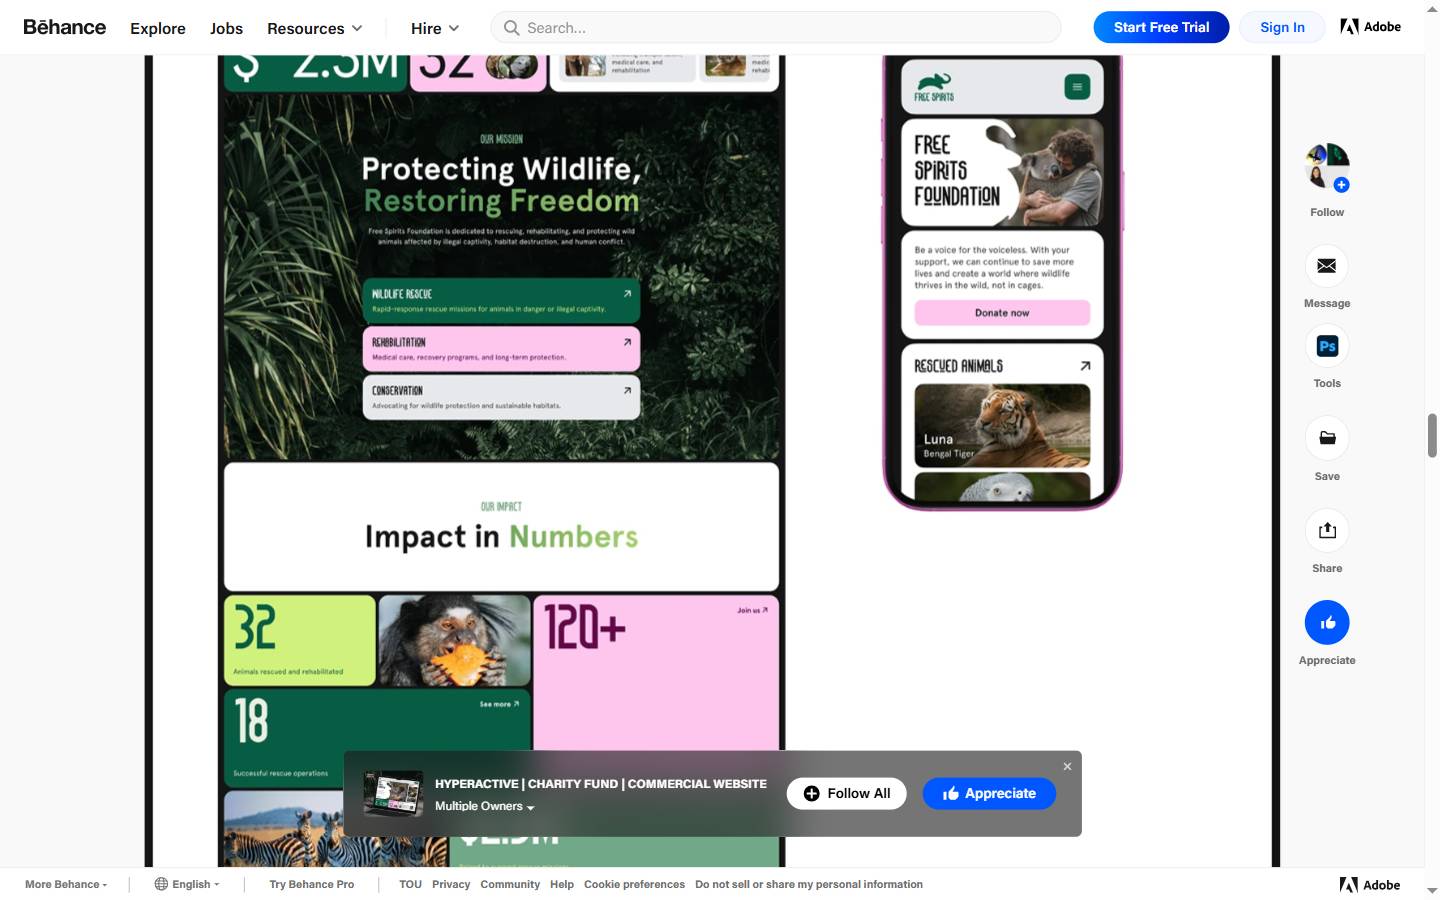 Bēhance
Explore
Jobs
Resources
Hire
Search...
Start Free Trial
Sign In
Adobe
$ 2.5M
32
medical care, and
rehabilitation
OUR MISSION
Protecting Wildlife,
Restoring Freedom
Free Spirits Foundation is dedicated to rescuing, rehabilitating, and protecting wild
animals affected by illegal captivity, habitat destruction, and human conflict.
WILDLIFE RESCUE
Rapid-response rescue missions for animals in danger or illegal captivity.
REHABILITATION
Medical care, recovery programs, and long-term protection.
CONSERVATION
Advocating for wildlife protection and sustainable habitats.
OUR IMPACT
Impact in Numbers
32
Animals rescued and rehabilitated
120+
Join us
18
See more
Successful rescue operations
FREE SPIRITS
FREE
SPIRITS
FOUNDATION
Be a voice for the voiceless. With your
support, we can continue to save more
lives and create a world where wildlife
thrives in the wild, not in cages.
Donate now
RESCUED ANIMALS
Luna
Bengal Tiger
Follow
Message
Ps
Tools
Save
Share
Appreciate
HYPERACTIVE | CHARITY FUND | COMMERCIAL WEBSITE
Multiple Owners
Follow All
Appreciate
More Behance
English
Try Behance Pro
TOU
Privacy
Community
Help
Cookie preferences
Do not sell or share my personal information
Adobe